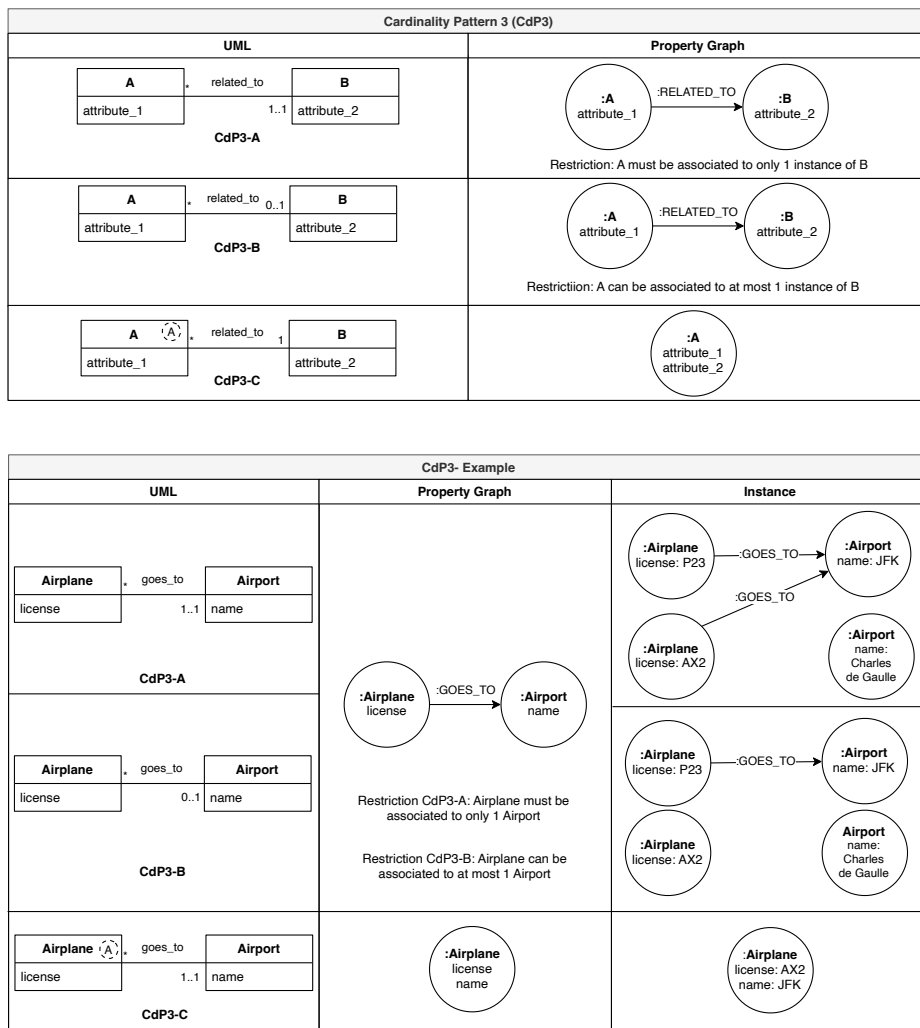 Cardinality Pattern 3 (CdP3)
UML
Property Graph
A
attribute_1
*
related_to
1..1
B
attribute_2
CdP3-A
:A
attribute_1
:RELATED_TO
:B
attribute_2
Restriction: A must be associated to only 1 instance of B
A
attribute_1
*
related_to
0..1
B
attribute_2
CdP3-B
:A
attribute_1
:RELATED_TO
:B
attribute_2
Restrictiion: A can be associated to at most 1 instance of B
A
A
attribute_1
*
related_to
1
B
attribute_2
CdP3-C
:A
attribute_1
attribute_2
CdP3- Example
UML
Property Graph
Instance
Airplane
license
*
goes_to
1..1
Airport
name
CdP3-A
Airplane
license
*
goes_to
0..1
Airport
name
CdP3-B
:Airplane
license
:GOES_TO
:Airport
name
Restriction CdP3-A: Airplane must be
associated to only 1 Airport
Restriction CdP3-B: Airplane can be
associated to at most 1 Airport
:Airplane
license: P23
:GOES_TO
:Airport
name: JFK
:GOES_TO
:Airplane
license: AX2
:Airport
name:
Charles
de Gaulle
:Airplane
license: P23
:GOES_TO
:Airport
name: JFK
:Airplane
license: AX2
Airport
name:
Charles
de Gaulle
Airplane
A
license
*
goes_to
1..1
Airport
name
CdP3-C
:Airplane
license
name
:Airplane
license: AX2
name: JFK